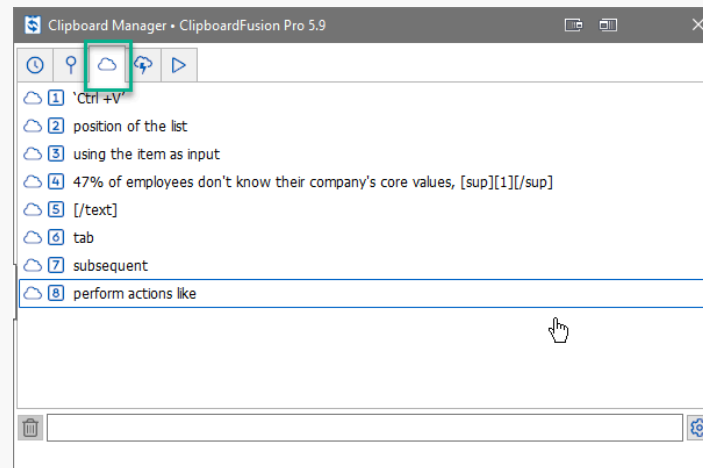 Clipboard Manager • ClipboardFusion Pro 5.9
1 `Ctrl +V’
2 position of the list
3 using the item as input
4 47% of employees don't know their company's core values, [sup][1][/sup]
5 [/text]
6 tab
7 subsequent
8 perform actions like